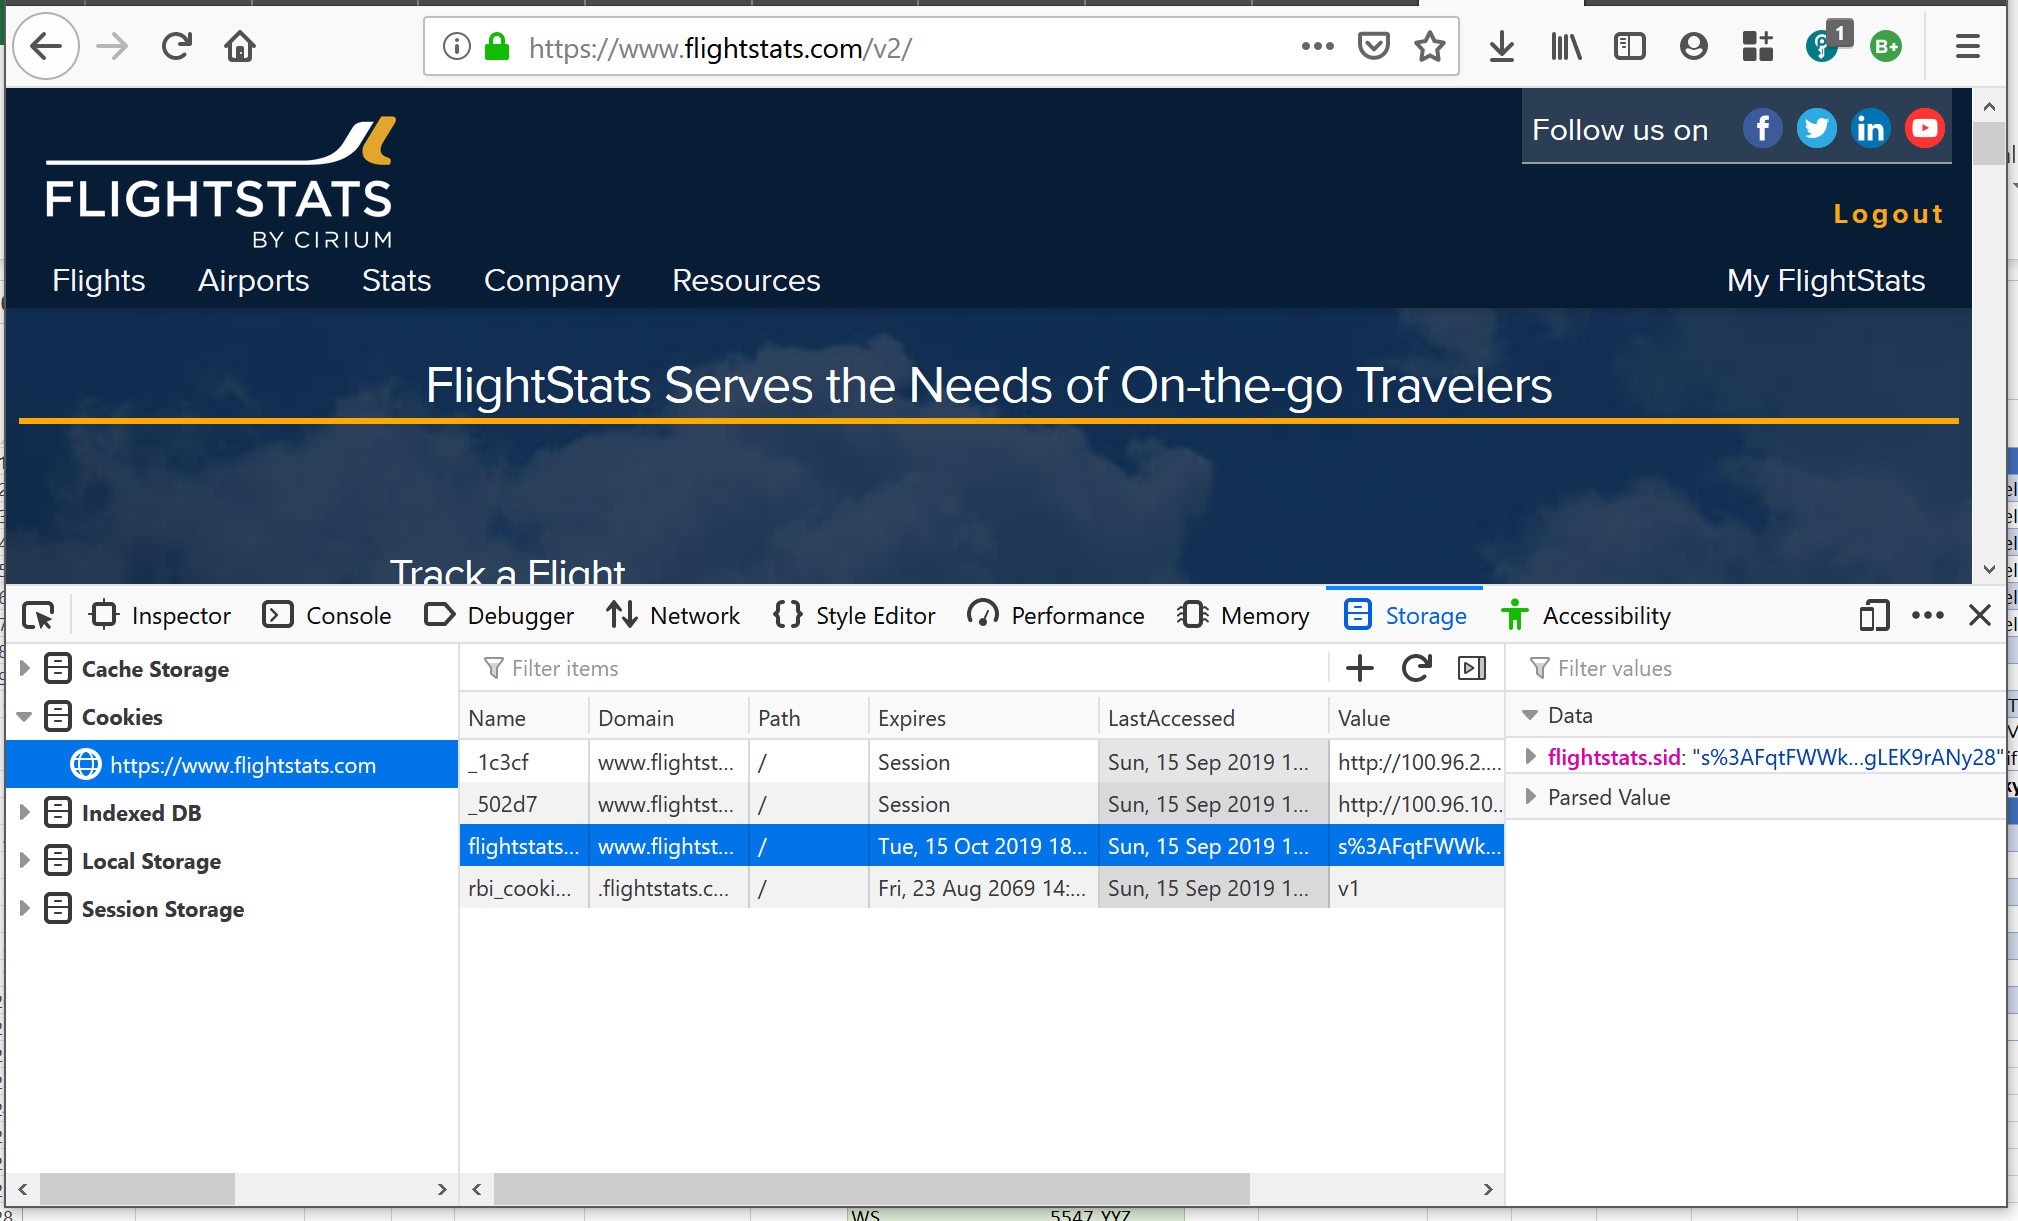 https://www.flightstats.com/v2/
1
B+
Follow us on
FLIGHTSTATS
BY CIRIUM
Logout
Flights Airports Stats Company Resources My FlightStats
FlightStats Serves the Needs of On-the-go Travelers
Track a Flight
Inspector Console Debugger Network Style Editor Performance Memory Storage Accessibility
Cache Storage
Cookies
https://www.flightstats.com
Indexed DB
Local Storage
Session Storage
Filter items
Name Domain Path Expires LastAccessed Value
_1c3cf www.flightst... / Session Sun, 15 Sep 2019 1... http://100.96.2....
_502d7 www.flightst... / Session Sun, 15 Sep 2019 1... http://100.96.10..
flightstats... www.flightst... / Tue, 15 Oct 2019 18... Sun, 15 Sep 2019 1... s%3AFqtFWWk...
rbi_cooki... .flightstats.c... / Fri, 23 Aug 2069 14:... Sun, 15 Sep 2019 1... v1
Filter values
Data
flightstats.sid: "s%3AFqtFWWk...gLEK9rANy28"
Parsed Value
WS 5547 YYZ